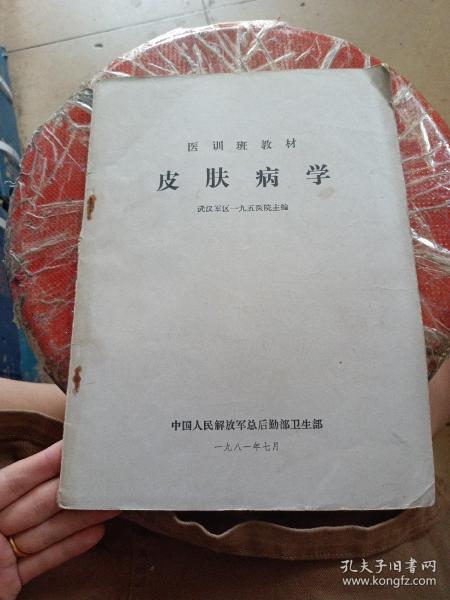 医训班教材
皮肤病学
武汉军区一九五医院主编
中国人民解放军总后勤部卫生部
一九八一年七月
孔夫子旧书网
www.kongfz.com